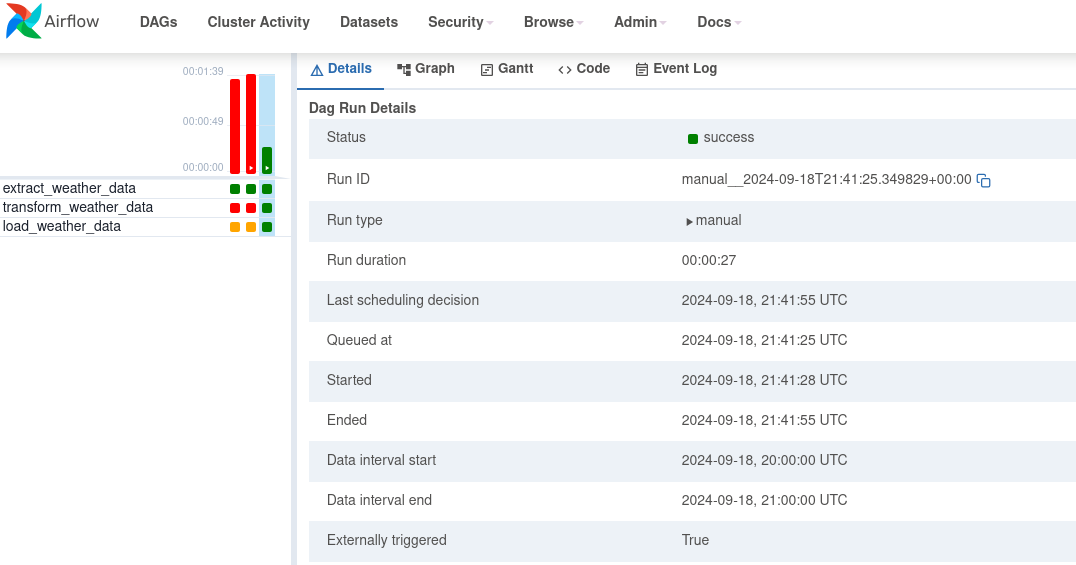 Airflow DAGs Cluster Activity Datasets Security Browse Admin Docs
00:01:39
00:00:49
00:00:00
extract_weather_data
transform_weather_data
load_weather_data
Details Graph Gantt Code Event Log
Dag Run Details
Status success
Run ID manual__2024-09-18T21:41:25.349829+00:00
Run type manual
Run duration 00:00:27
Last scheduling decision 2024-09-18, 21:41:55 UTC
Queued at 2024-09-18, 21:41:25 UTC
Started 2024-09-18, 21:41:28 UTC
Ended 2024-09-18, 21:41:55 UTC
Data interval start 2024-09-18, 20:00:00 UTC
Data interval end 2024-09-18, 21:00:00 UTC
Externally triggered True